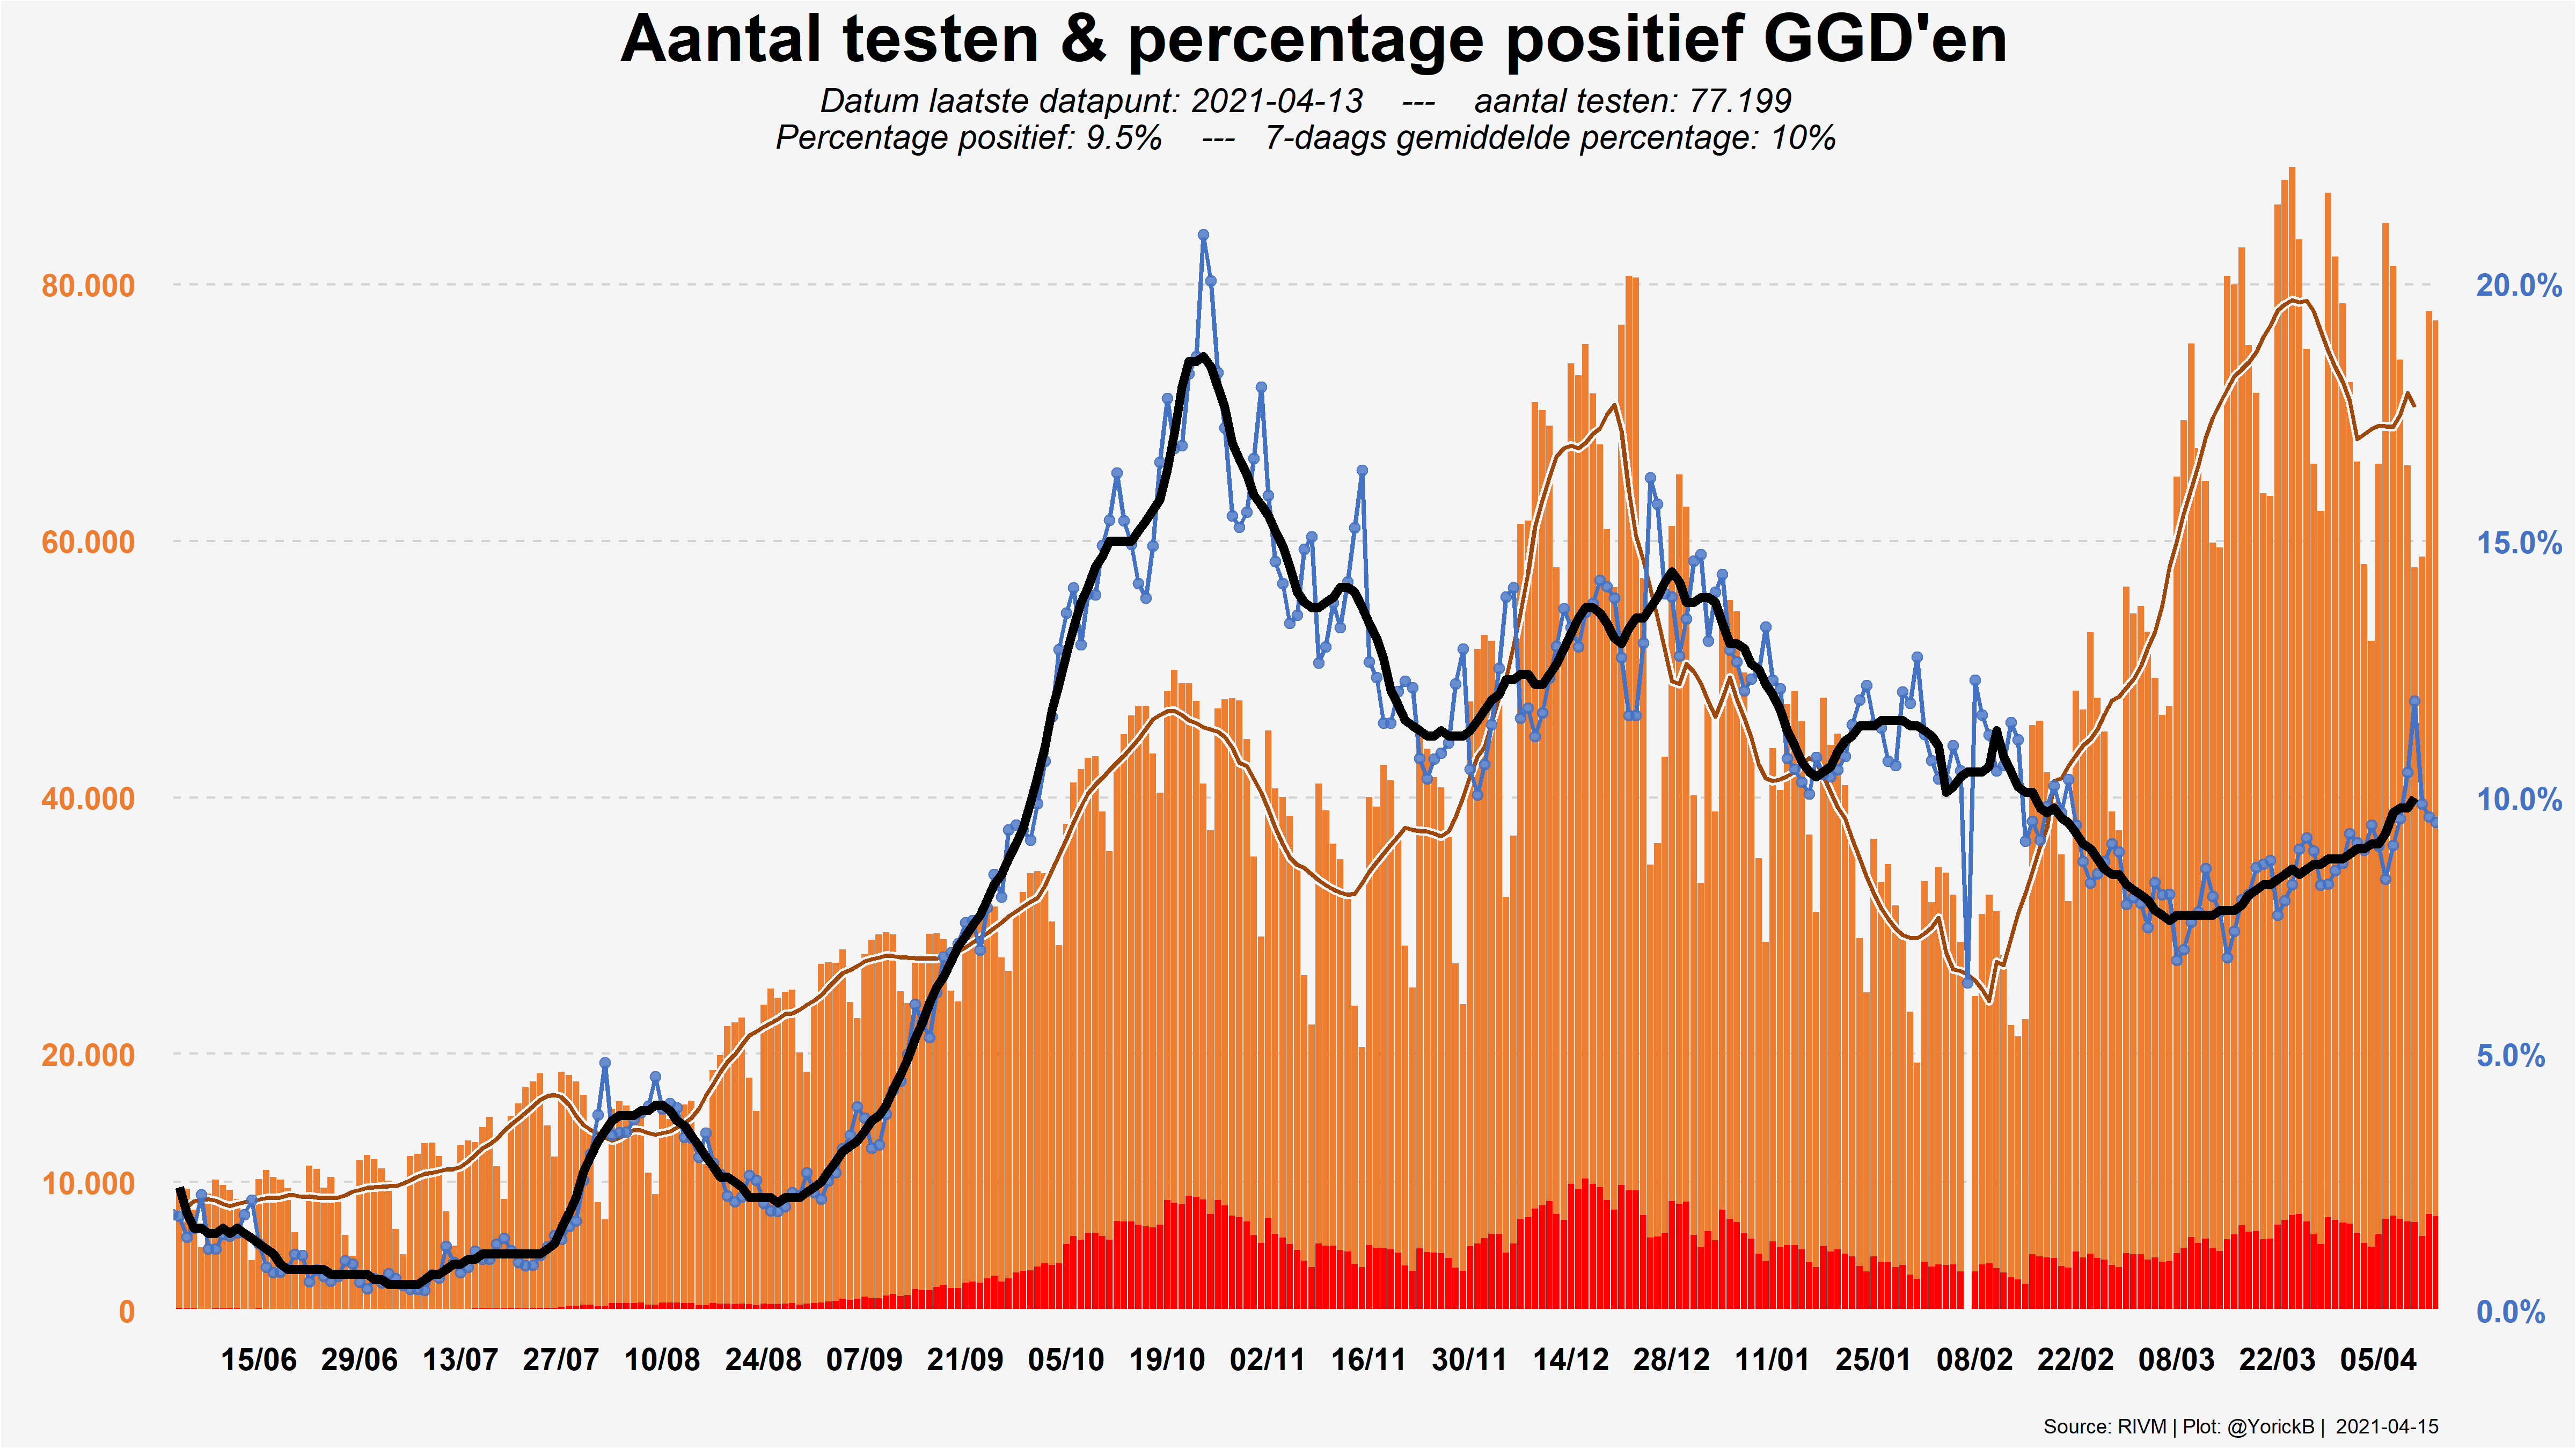 Aantal testen & percentage positief GGD'en
Datum laatste datapunt: 2021-04-13 --- aantal testen: 77.199
Percentage positief: 9.5% --- 7-daags gemiddelde percentage: 10%
80.000
20.0%
60.000
15.0%
40.000
10.0%
20.000
5.0%
10.000
0
0.0%
15/06 29/06 13/07 27/07 10/08 24/08 07/09 21/09 05/10 19/10 02/11 16/11 30/11 14/12 28/12 11/01 25/01 08/02 22/02 08/03 22/03 05/04
Source: RIVM | Plot: @YorickB | 2021-04-15